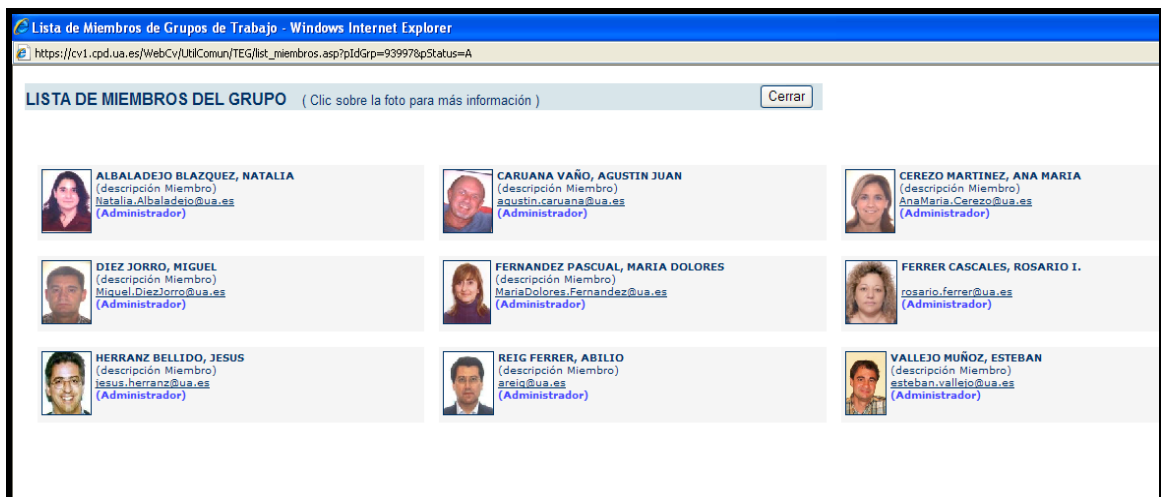 Lista de Miembros de Grupos de Trabajo - Windows Internet Explorer
https://cv1.cpd.ua.es/WebCv/UtilComun/TEG/list_miembros.asp?pIdGrp=93997&pStatus=A
LISTA DE MIEMBROS DEL GRUPO ( Clic sobre la foto para más información ) Cerrar
ALBALADEJO BLAZQUEZ, NATALIA
(descripción Miembro)
Natalia.Albaladejo@ua.es
(Administrador)
CARUANA VAÑO, AGUSTIN JUAN
(descripción Miembro)
agustin.caruana@ua.es
(Administrador)
CEREZO MARTINEZ, ANA MARIA
(descripción Miembro)
AnaMaria.Cerezo@ua.es
(Administrador)
DIEZ JORRO, MIGUEL
(descripción Miembro)
Miguel.DiezJorro@ua.es
(Administrador)
FERNANDEZ PASCUAL, MARIA DOLORES
(descripción Miembro)
MariaDolores.Fernandez@ua.es
(Administrador)
FERRER CASCALES, ROSARIO I.
rosario.ferrer@ua.es
(Administrador)
HERRANZ BELLIDO, JESUS
(descripción Miembro)
jesus.herranz@ua.es
(Administrador)
REIG FERRER, ABILIO
(descripción Miembro)
areig@ua.es
(Administrador)
VALLEJO MUÑOZ, ESTEBAN
(descripción Miembro)
esteban.vallejo@ua.es
(Administrador)